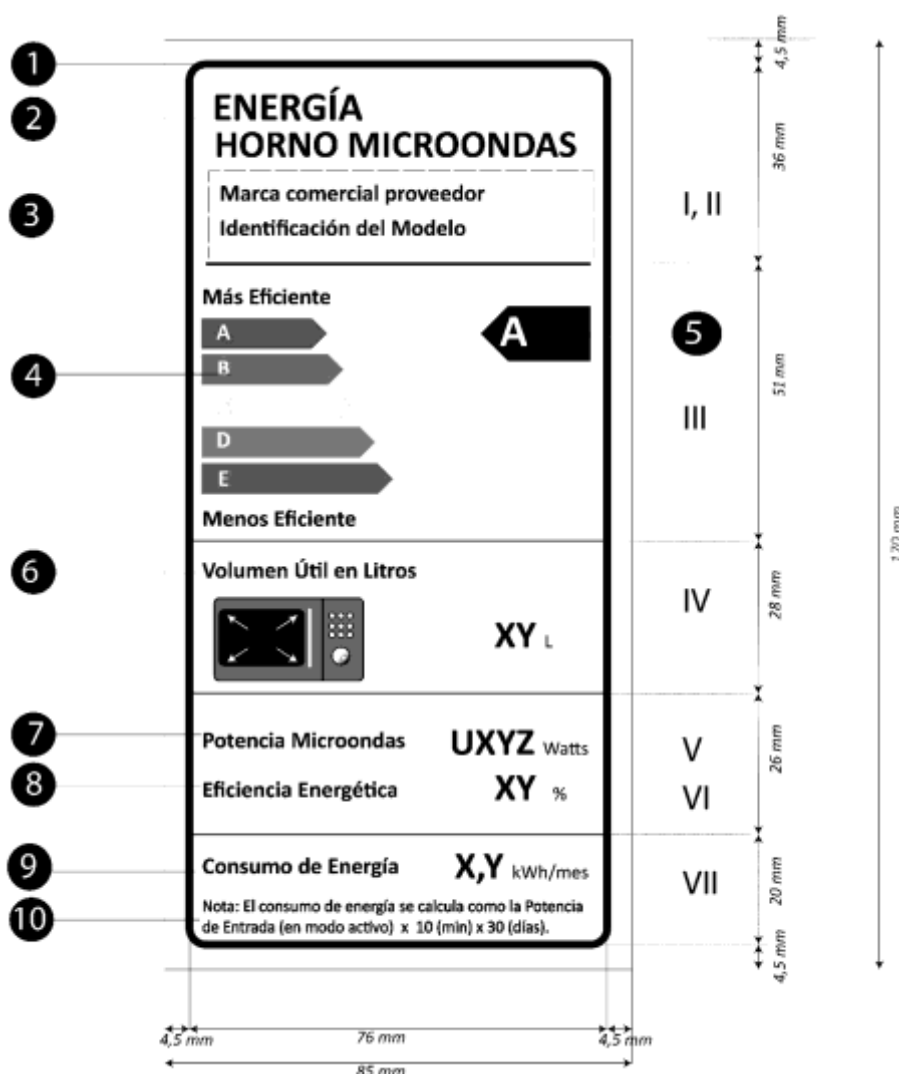 1
2
3
4
6
7
8
9
10
ENERGÍA
HORNO MICROONDAS
Marca comercial proveedor
Identificación del Modelo
Más Eficiente
A
B
D
E
A
Menos Eficiente
Volumen Útil en Litros
XY L
Potencia Microondas UXYZ Watts
Eficiencia Energética XY %
Consumo de Energía X,Y kWh/mes
Nota: El consumo de energía se calcula como la Potencia
de Entrada (en modo activo) x 10 (min) x 30 (días).
I, II
5
III
IV
V
VI
VII
4,5 mm
36 mm
51 mm
28 mm
26 mm
20 mm
4,5 mm
4,5 mm
76 mm
4,5 mm
85 mm